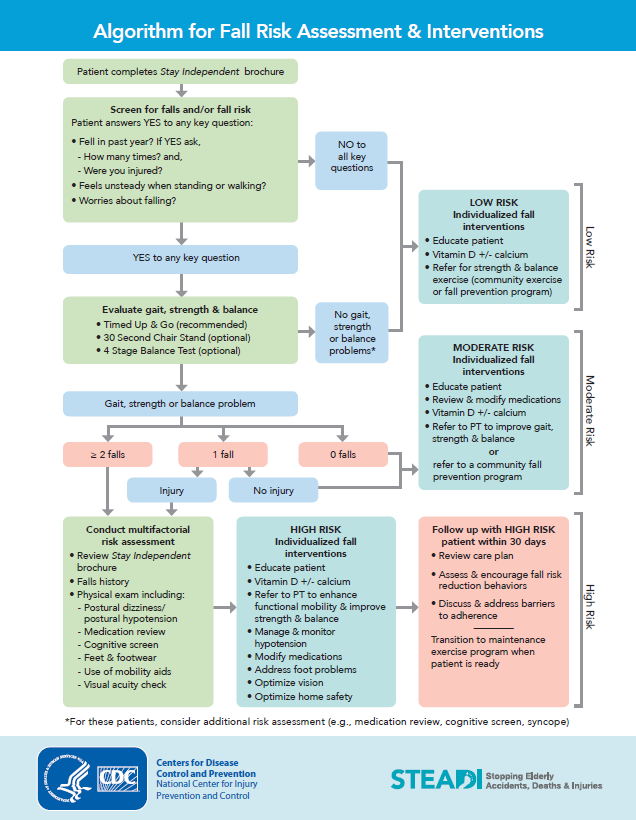 Algorithm for Fall Risk Assessment & Interventions
Patient completes Stay Independent brochure
Screen for falls and/or fall risk
Patient answers YES to any key question:
• Fell in past year? If YES ask,
- How many times? and,
- Were you injured?
• Feels unsteady when standing or walking?
• Worries about falling?
NO to
all key
questions
LOW RISK
Individualized fall
interventions
• Educate patient
• Vitamin D +/- calcium
• Refer for strength & balance
exercise (community exercise
or fall prevention program)
Low Risk
YES to any key question
Evaluate gait, strength & balance
• Timed Up & Go (recommended)
• 30 Second Chair Stand (optional)
• 4 Stage Balance Test (optional)
No gait,
strength
or balance
problems*
MODERATE RISK
Individualized fall
interventions
• Educate patient
• Review & modify medications
• Vitamin D +/- calcium
• Refer to PT to improve gait,
strength & balance
or
refer to a community fall
prevention program
Moderate Risk
Gait, strength or balance problem
≥ 2 falls
1 fall
0 falls
Injury
No injury
Conduct multifactorial
risk assessment
• Review Stay Independent
brochure
• Falls history
• Physical exam including:
- Postural dizziness/
postural hypotension
- Medication review
- Cognitive screen
- Feet & footwear
- Use of mobility aids
- Visual acuity check
HIGH RISK
Individualized fall
interventions
• Educate patient
• Vitamin D +/- calcium
• Refer to PT to enhance
functional mobility & improve
strength & balance
• Manage & monitor
hypotension
• Modify medications
• Address foot problems
• Optimize vision
• Optimize home safety
Follow up with HIGH RISK
patient within 30 days
• Review care plan
• Assess & encourage fall risk
reduction behaviors
• Discuss & address barriers
to adherence
Transition to maintenance
exercise program when
patient is ready
High Risk
*For these patients, consider additional risk assessment (e.g., medication review, cognitive screen, syncope)
CDC
Centers for Disease
Control and Prevention
National Center for Injury
Prevention and Control
STEADI
Stopping Elderly
Accidents, Deaths & Injuries